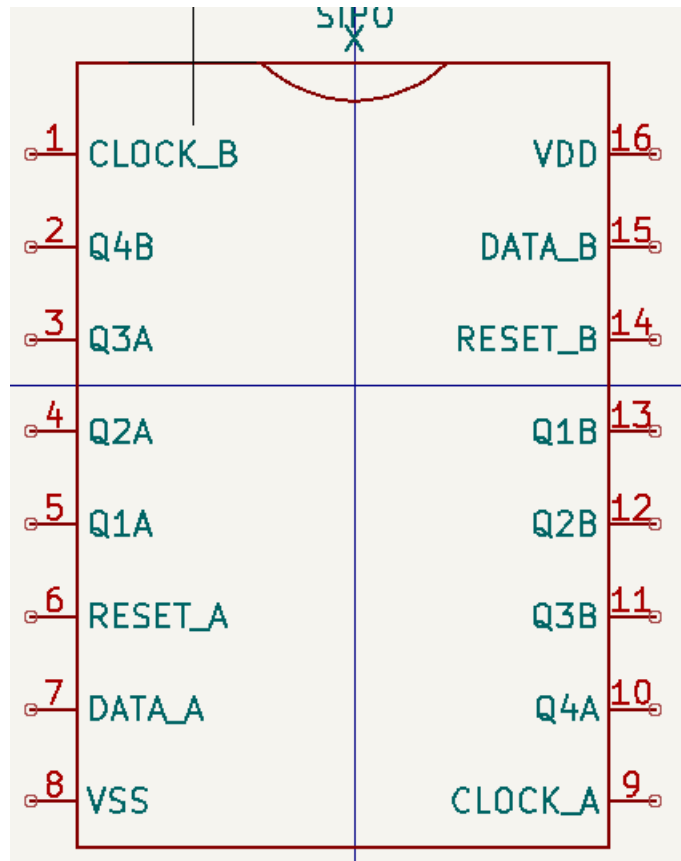 SIPO
X
1 CLOCK_B VDD 16
2 Q4B DATA_B 15
3 Q3A RESET_B 14
4 Q2A Q1B 13
5 Q1A Q2B 12
6 RESET_A Q3B 11
7 DATA_A Q4A 10
8 VSS CLOCK_A 9